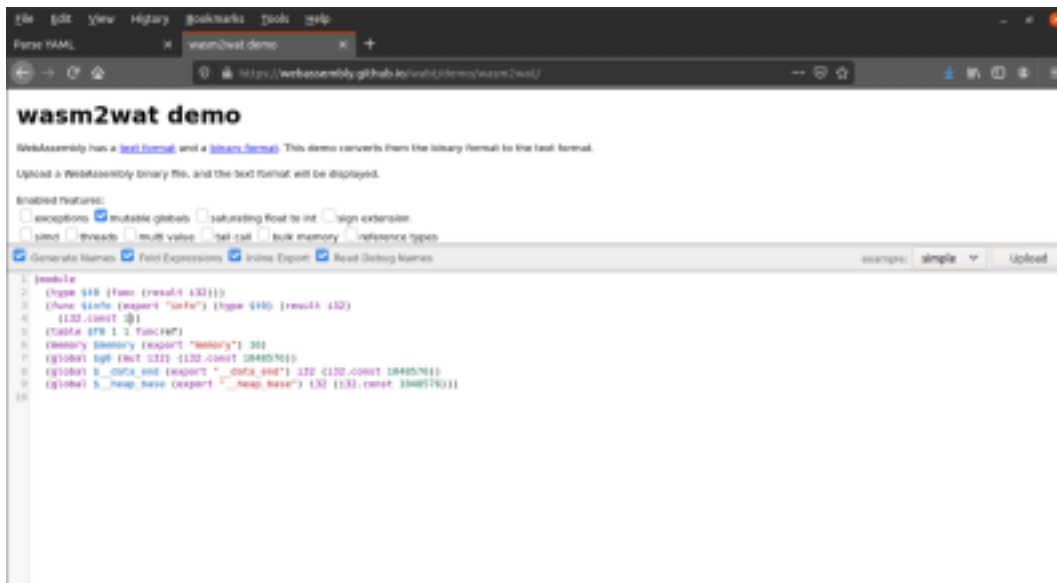 File Edit View History Bookmarks Tools Help
Parse YAML × wasm2wat demo × +
https://webassembly.github.io/wabt/demo/wasm2wat/
wasm2wat demo
WebAssembly has a text format and a binary format. This demo converts from the binary format to the text format.
Upload a WebAssembly binary file, and the text format will be displayed.
Enabled features:
exceptions mutable globals saturating float to int sign extension
simd threads multi value tail call bulk memory reference types
Generate Names Fold Expressions Inline Export Read Debug Names example: simple Upload
1 (module
2 (type $t0 (func (result i32)))
3 (func $info (export "info") (type $t0) (result i32)
4 (i32.const 1))
5 (table $T0 1 1 funcref)
6 (memory $memory (export "memory") 16)
7 (global $g0 (mut i32) (i32.const 1048576))
8 (global $__data_end (export "__data_end") i32 (i32.const 1048576))
9 (global $__heap_base (export "__heap_base") i32 (i32.const 1048576)))
10